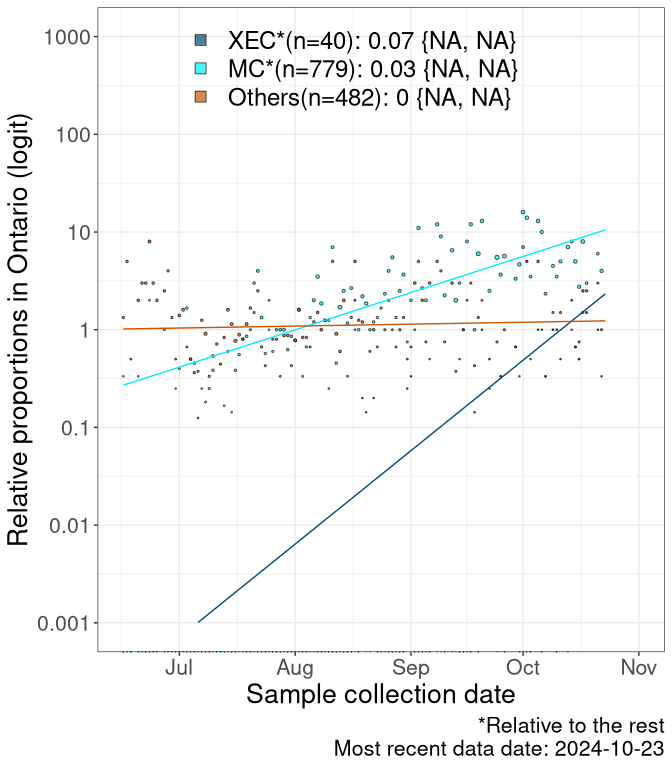 XEC*(n=40): 0.07 {NA, NA}
MC*(n=779): 0.03 {NA, NA}
Others(n=482): 0 {NA, NA}
Relative proportions in Ontario (logit)
1000
100
10
1
0.1
0.01
0.001
Jul Aug Sep Oct Nov
Sample collection date
*Relative to the rest
Most recent data date: 2024-10-23